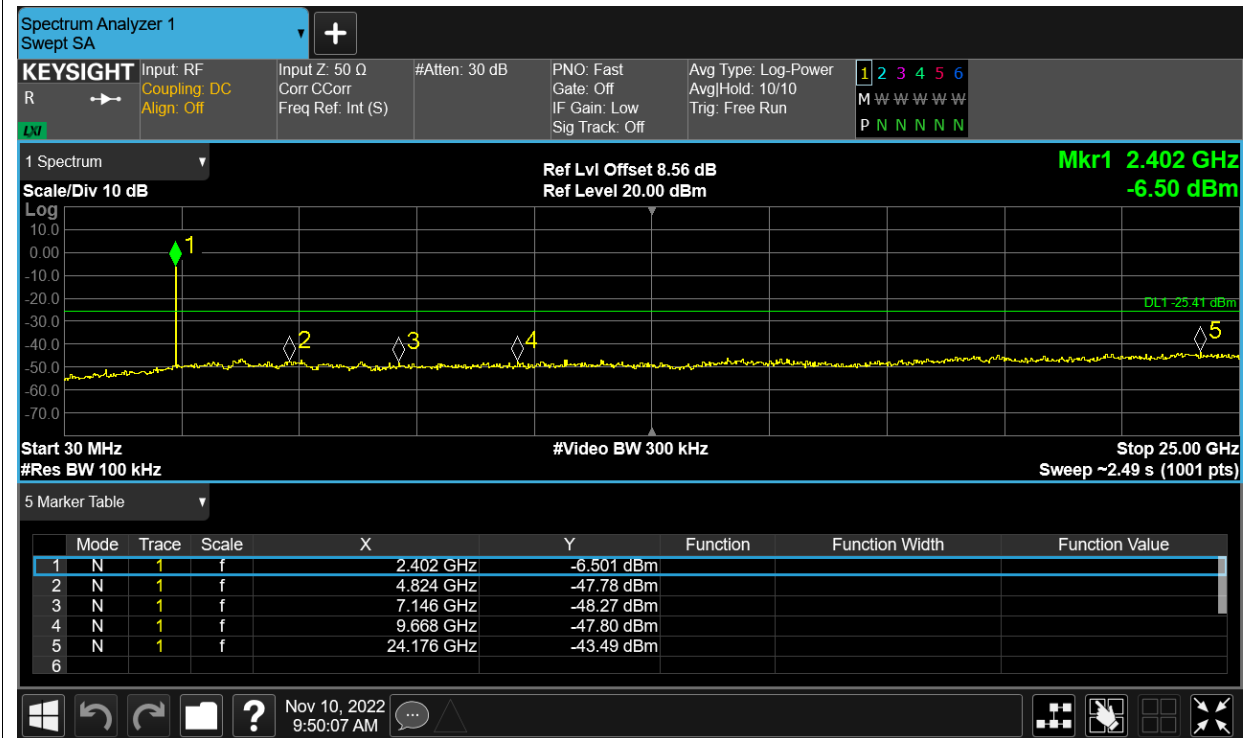 Spectrum Analyzer 1
Swept SA
+
KEYSIGHT Input: RF Input Z: 50 Ω #Atten: 30 dB PNO: Fast Avg Type: Log-Power 1 2 3 4 5 6
R Coupling: DC Corr CCorr Gate: Off Avg|Hold: 10/10 M W W W W W
Align: Off Freq Ref: Int (S) IF Gain: Low Trig: Free Run
LXI Sig Track: Off P N N N N N
1 Spectrum Ref Lvl Offset 8.56 dB Mkr1 2.402 GHz
Scale/Div 10 dB Ref Level 20.00 dBm -6.50 dBm
Log
10.0
1
0.00
-10.0
-20.0
DL1 -25.41 dBm
-30.0
2 3 4 5
-40.0
-50.0
-60.0
-70.0
Start 30 MHz #Video BW 300 kHz Stop 25.00 GHz
#Res BW 100 kHz Sweep ~2.49 s (1001 pts)
5 Marker Table
Mode Trace Scale X Y Function Function Width Function Value
1 N 1 f 2.402 GHz -6.501 dBm
2 N 1 f 4.824 GHz -47.78 dBm
3 N 1 f 7.146 GHz -48.27 dBm
4 N 1 f 9.668 GHz -47.80 dBm
5 N 1 f 24.176 GHz -43.49 dBm
6
? Nov 10, 2022
9:50:07 AM